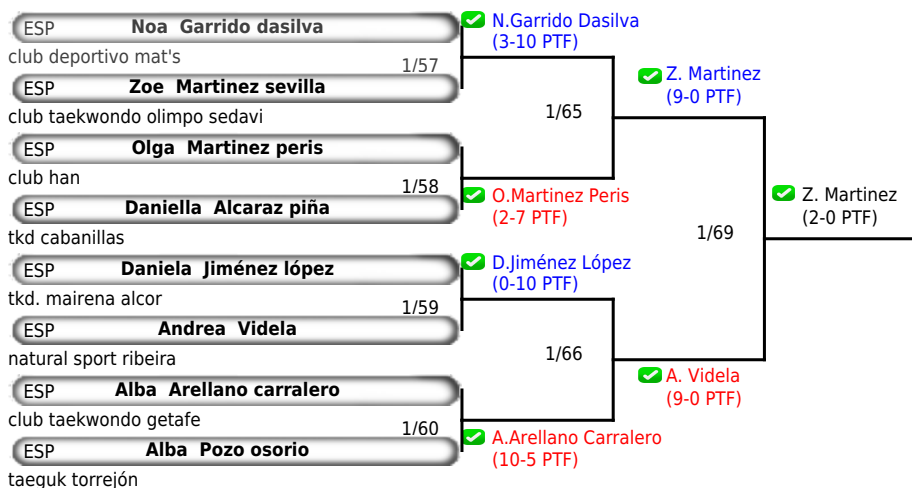 ESP Noa Garrido dasilva
club deportivo mat's
1/57
ESP Zoe Martinez sevilla
club taekwondo olimpo sedavi
ESP Olga Martinez peris
club han
1/58
ESP Daniella Alcaraz piña
tkd cabanillas
ESP Daniela Jiménez lópez
tkd. mairena alcor
1/59
ESP Andrea Videla
natural sport ribeira
ESP Alba Arellano carralero
club taekwondo getafe
1/60
ESP Alba Pozo osorio
taeguk torrejón
N.Garrido Dasilva
(3-10 PTF)
1/65
O.Martinez Peris
(2-7 PTF)
D.Jiménez López
(0-10 PTF)
1/66
A.Arellano Carralero
(10-5 PTF)
Z. Martinez
(9-0 PTF)
1/69
A. Videla
(9-0 PTF)
Z. Martinez
(2-0 PTF)